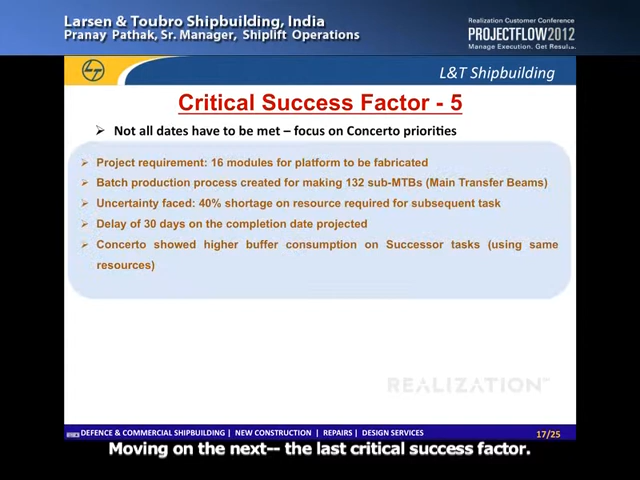 Larsen & Toubro Shipbuilding, India
Pranay Pathak, Sr. Manager, Shiplift Operations
Realization Customer Conference
PROJECTFLOW2012
Manage Execution. Get Results.
L&T Shipbuilding
Critical Success Factor - 5
Not all dates have to be met – focus on Concerto priorities
Project requirement: 16 modules for platform to be fabricated
Batch production process created for making 132 sub-MTBs (Main Transfer Beams)
Uncertainty faced: 40% shortage on resource required for subsequent task
Delay of 30 days on the completion date projected
Concerto showed higher buffer consumption on Successor tasks (using same
resources)
REALIZATION
DEFENCE & COMMERCIAL SHIPBUILDING | NEW CONSTRUCTION | REPAIRS | DESIGN SERVICES
17/25
Moving on the next-- the last critical success factor.